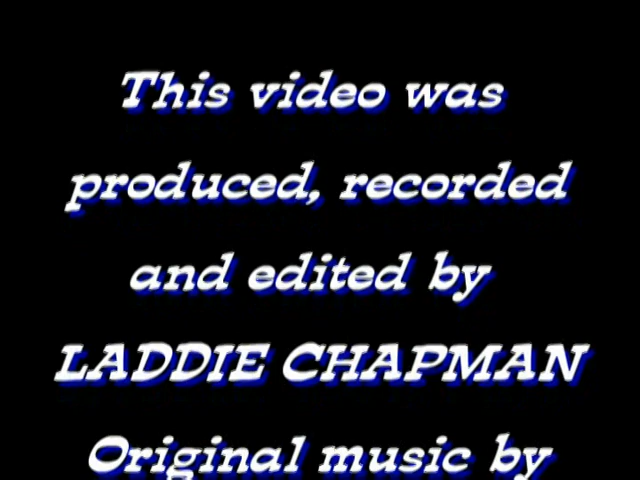 This video was
produced, recorded
and edited by
LADDIE CHAPMAN
Original music by